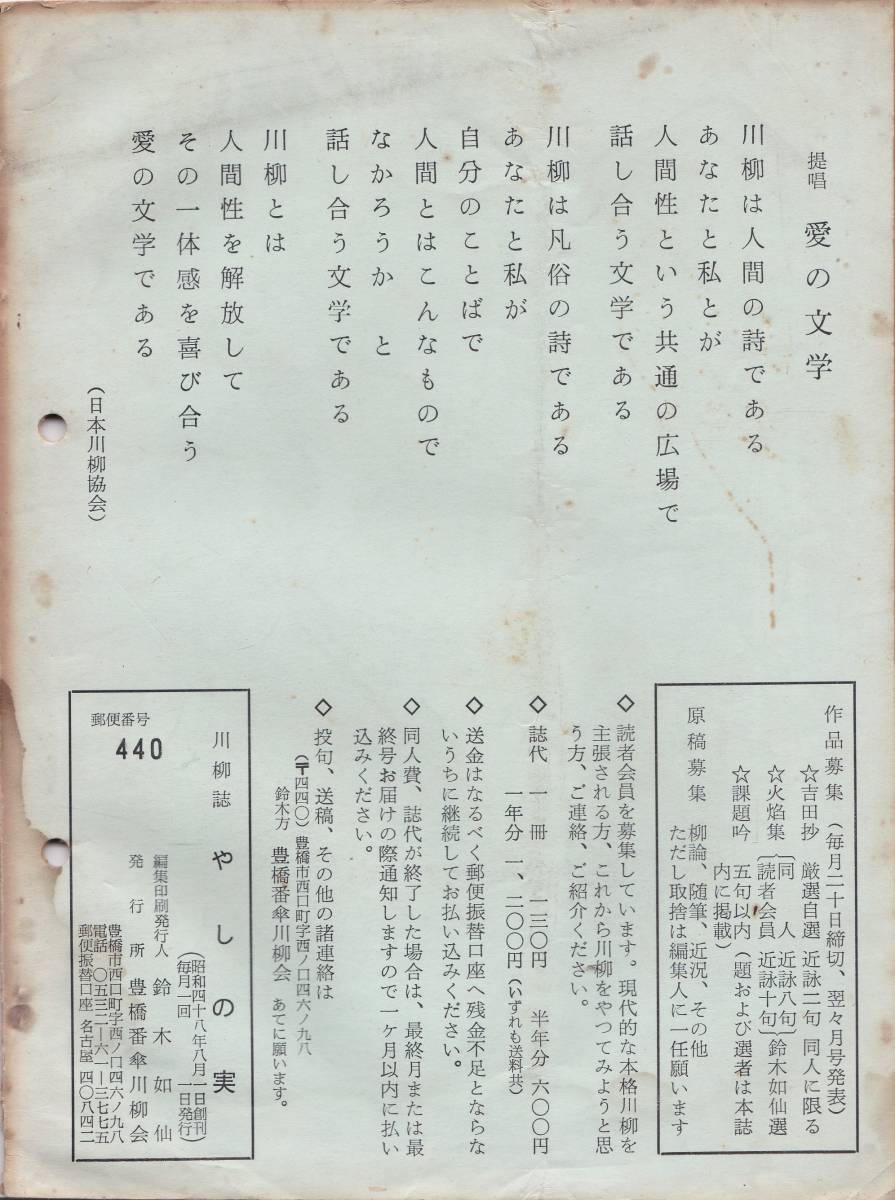 提唱 愛の文学
川柳は人間の詩である
あなたと私とが
人間性という共通の広場で
話し合う文学である
川柳は凡俗の詩である
あなたと私が
自分のことばで
人間とはこんなもので
なかろうか と
話し合う文学である
川柳とは
人間性を解放して
その一体感を喜び合う
愛の文学である
(日本川柳協会)
作品募集(毎月二十日締切、翌々月号発表)
☆吉田抄 厳選自選 近詠二句 同人に限る
☆火焰集{同人 近詠八句 読者会員 近詠十句}鈴木如仙選
☆課題吟 五句以内(題および選者は本誌
内に掲載)
原稿募集 柳論、随筆、近況、その他
ただし取捨は編集人に一任願います
◇読者会員を募集しています。現代的な本格川柳を
主張される方、これから川柳をやつてみようと思
う方、ご連絡、ご紹介ください。
◇誌代 一冊 一三〇円 半年分 六〇〇円
一年分 一、二〇〇円(いずれも送料共)
◇送金はなるべく郵便振替口座へ残金不足とならな
いうちに継続してお払い込みください。
◇同人費、誌代が終了した場合は、最終月または最
終号お届けの際通知しますので一ケ月以内に払い
込みください。
◇投句、送稿、その他の諸連絡は
(〒四四〇)豊橋市西口町字西ノ口四六ノ九八
鈴木方 豊橋番傘川柳会 あてに願います。
川柳誌 やしの実
(昭和四十八年八月一日創刊)
毎月一回 一日発行
編集印刷発行人 鈴木如仙
発行所 豊橋番傘川柳会
豊橋市西口町字西ノ口四六ノ九八
電話〇五三二―六一―三七七五
郵便振替口座 名古屋 四〇八四二
郵便番号
440